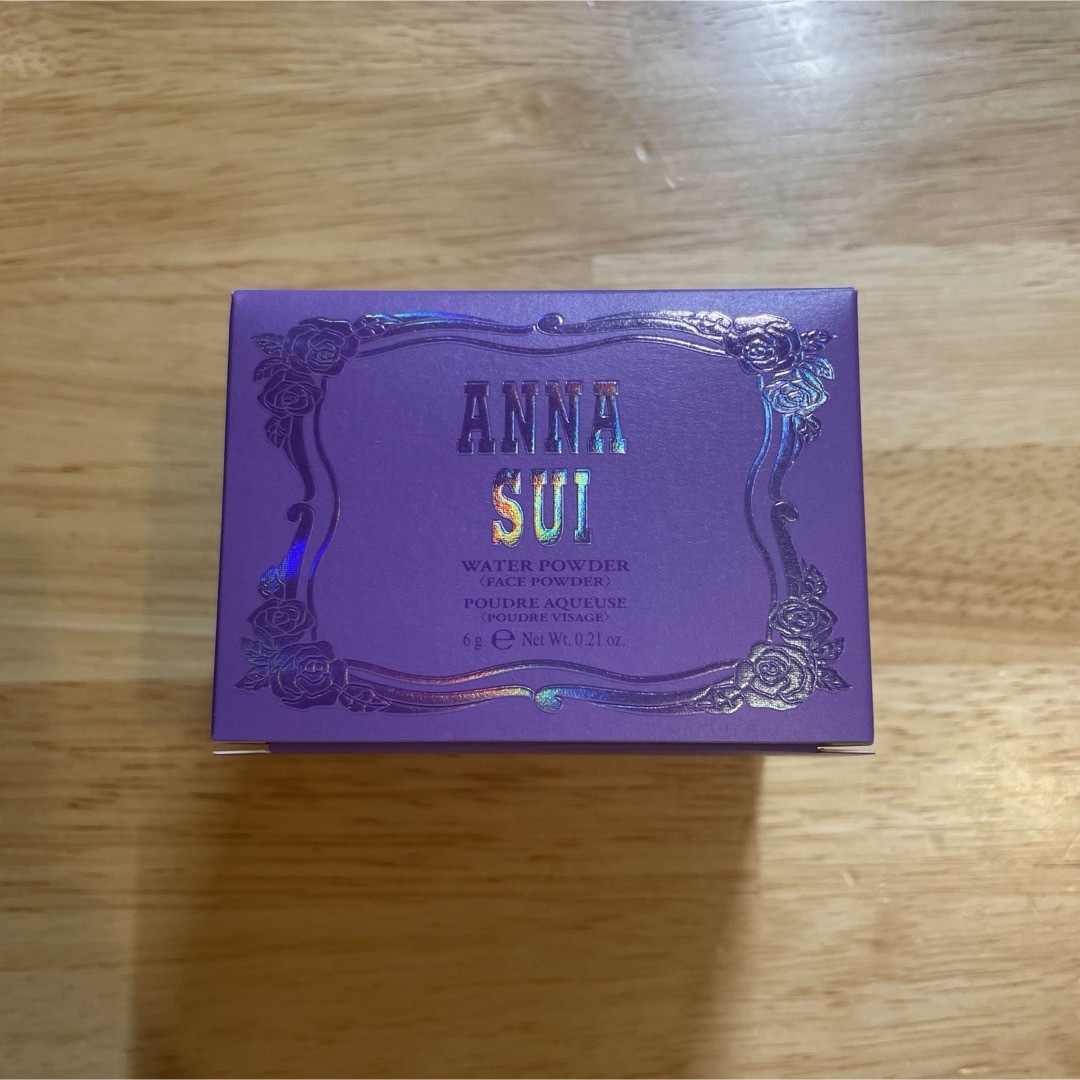 ANNA
SUI
WATER POWDER
〈FACE POWDER〉
POUDRE AQUEUSE
〈POUDRE VISAGE〉
6 g ℮ Net Wt. 0.21 oz.